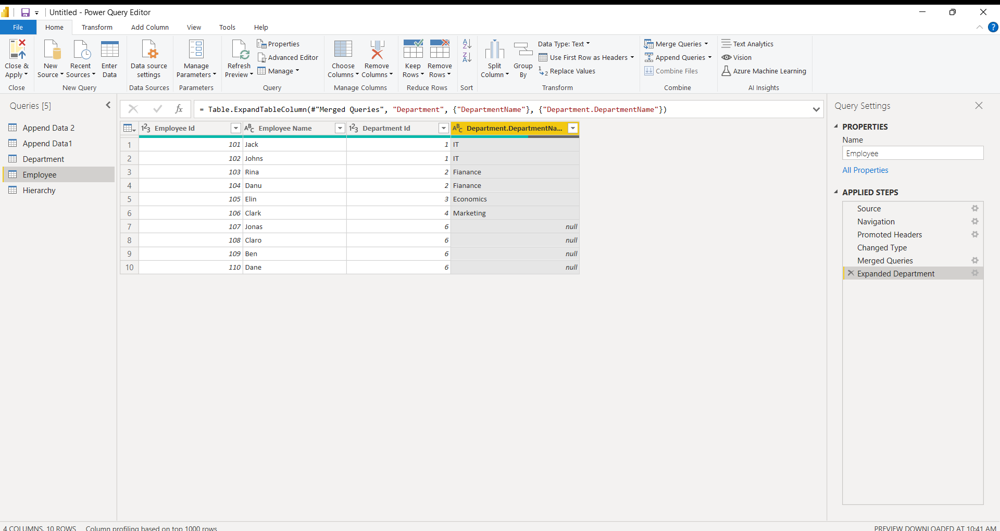 Untitled - Power Query Editor
File Home Transform Add Column View Tools Help
Close & Apply
New Source
Recent Sources
Enter Data
Data source settings
Manage Parameters
Refresh Preview
Properties
Advanced Editor
Manage
Choose Columns
Remove Columns
Keep Rows
Remove Rows
Split Column
Group By
Data Type: Text
Use First Row as Headers
Replace Values
Merge Queries
Append Queries
Combine Files
Text Analytics
Vision
Azure Machine Learning
Close New Query Data Sources Parameters Query Manage Columns Reduce Rows Sort Transform Combine AI Insights
Queries [5]
Append Data 2
Append Data1
Department
Employee
Hierarchy
fx = Table.ExpandTableColumn(#"Merged Queries", "Department", {"DepartmentName"}, {"Department.DepartmentName"})
123 Employee Id ABC Employee Name 123 Department Id ABC Department.DepartmentNa...
1 101 Jack 1 IT
2 102 Johns 1 IT
3 103 Rina 2 Fianance
4 104 Danu 2 Fianance
5 105 Elin 3 Economics
6 106 Clark 4 Marketing
7 107 Jonas 6 null
8 108 Claro 6 null
9 109 Ben 6 null
10 110 Dane 6 null
Query Settings
PROPERTIES
Name
Employee
All Properties
APPLIED STEPS
Source
Navigation
Promoted Headers
Changed Type
Merged Queries
Expanded Department
4 COLUMNS, 10 ROWS Column profiling based on top 1000 rows PREVIEW DOWNLOADED AT 10:41 AM